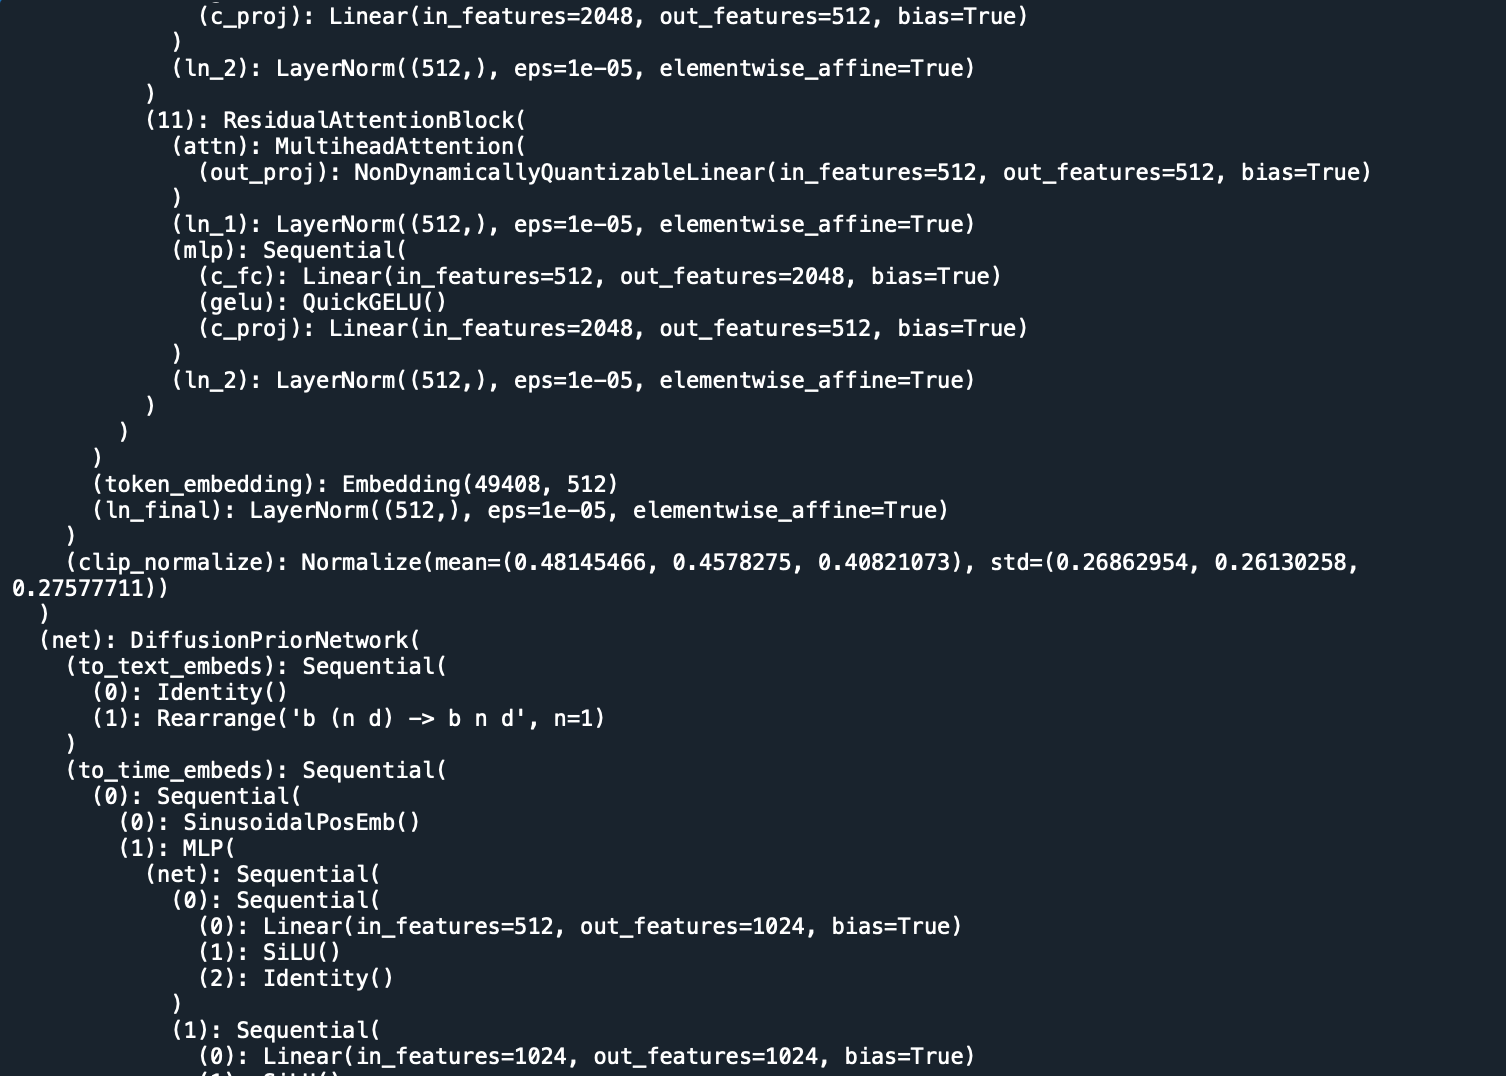 (c_proj): Linear(in_features=2048, out_features=512, bias=True)
            )
            (ln_2): LayerNorm((512,), eps=1e-05, elementwise_affine=True)
          )
          (11): ResidualAttentionBlock(
            (attn): MultiheadAttention(
              (out_proj): NonDynamicallyQuantizableLinear(in_features=512, out_features=512, bias=True)
            )
            (ln_1): LayerNorm((512,), eps=1e-05, elementwise_affine=True)
            (mlp): Sequential(
              (c_fc): Linear(in_features=512, out_features=2048, bias=True)
              (gelu): QuickGELU()
              (c_proj): Linear(in_features=2048, out_features=512, bias=True)
            )
            (ln_2): LayerNorm((512,), eps=1e-05, elementwise_affine=True)
          )
        )
      )
      (token_embedding): Embedding(49408, 512)
      (ln_final): LayerNorm((512,), eps=1e-05, elementwise_affine=True)
    )
    (clip_normalize): Normalize(mean=(0.48145466, 0.4578275, 0.40821073), std=(0.26862954, 0.26130258,
0.27577711))
  )
  (net): DiffusionPriorNetwork(
    (to_text_embeds): Sequential(
      (0): Identity()
      (1): Rearrange('b (n d) -> b n d', n=1)
    )
    (to_time_embeds): Sequential(
      (0): Sequential(
        (0): SinusoidalPosEmb()
        (1): MLP(
          (net): Sequential(
            (0): Sequential(
              (0): Linear(in_features=512, out_features=1024, bias=True)
              (1): SiLU()
              (2): Identity()
            )
            (1): Sequential(
              (0): Linear(in_features=1024, out_features=1024, bias=True)